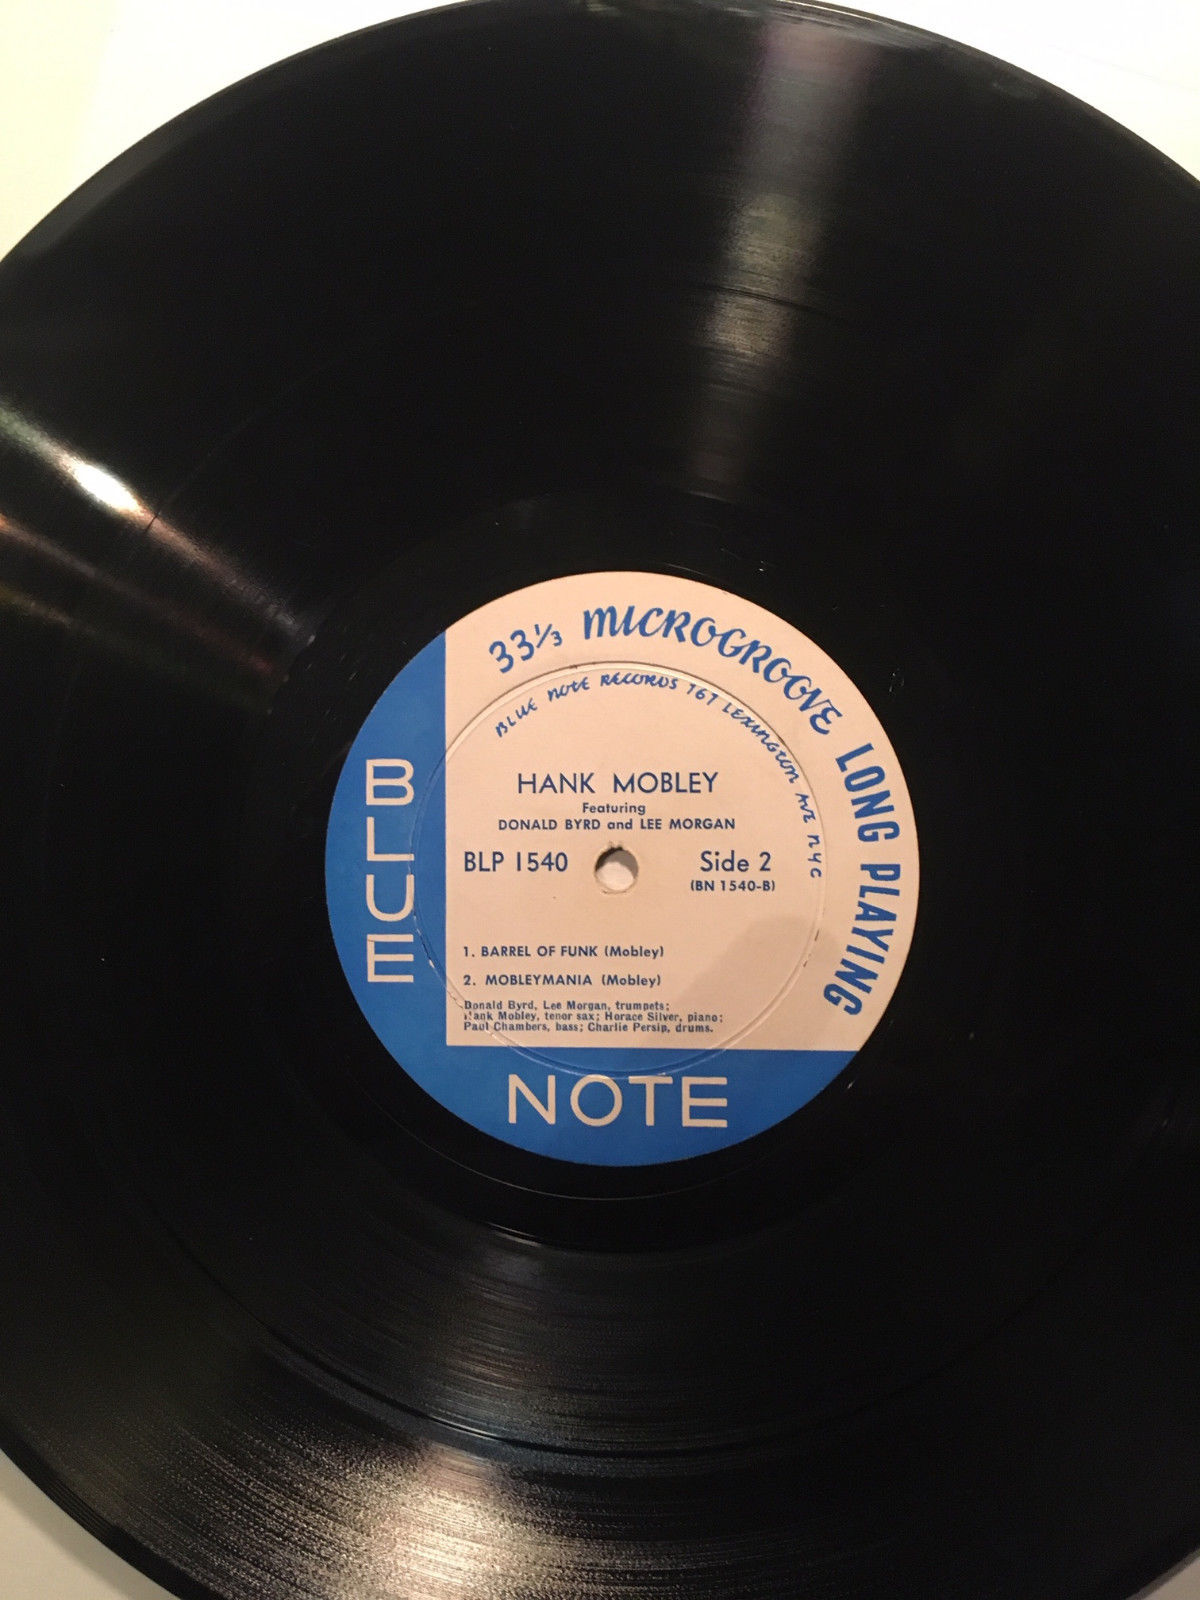 33⅓ MICROGROOVE LONG PLAYING
BLUE NOTE RECORDS 767 LEXINGTON AVE NYC
HANK MOBLEY
Featuring
DONALD BYRD and LEE MORGAN
BLP 1540
Side 2
(BN 1540-B)
1. BARREL OF FUNK (Mobley)
2. MOBLEYMANIA (Mobley)
Donald Byrd, Lee Morgan, trumpets;
Hank Mobley, tenor sax; Horace Silver, piano;
Paul Chambers, bass; Charlie Persip, drums.
BLUE
NOTE